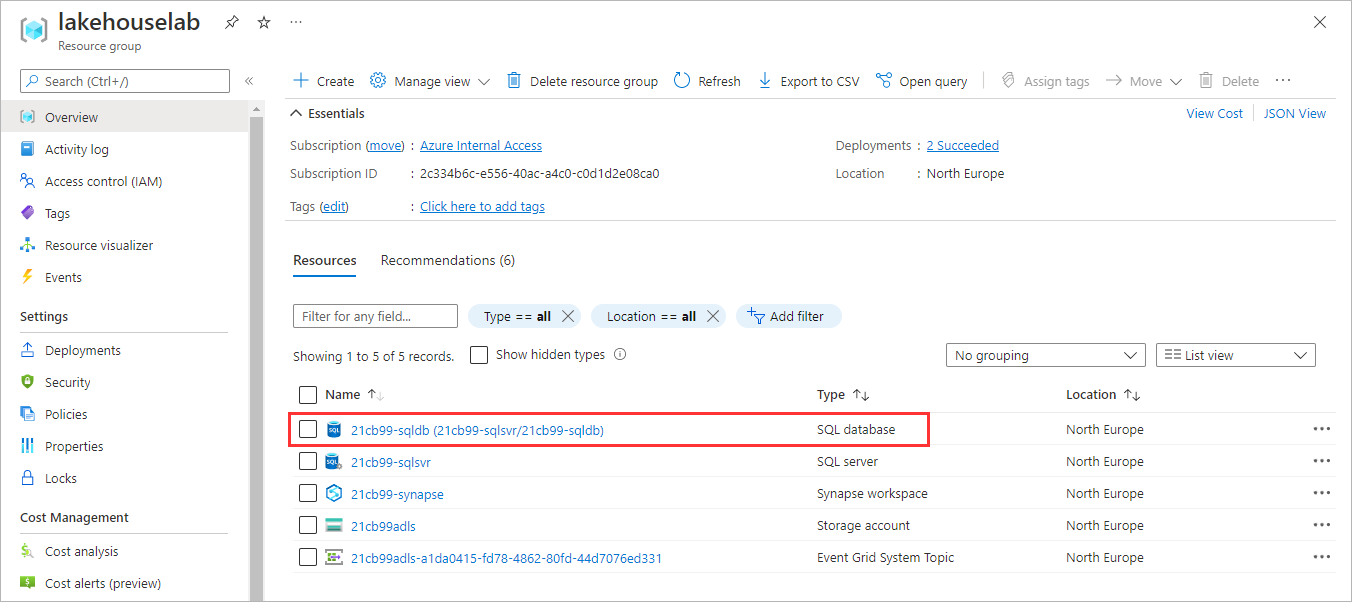 lakehouselab
Resource group
Search (Ctrl+/)
Overview
Activity log
Access control (IAM)
Tags
Resource visualizer
Events
Settings
Deployments
Security
Policies
Properties
Locks
Cost Management
Cost analysis
Cost alerts (preview)
Create Manage view Delete resource group Refresh Export to CSV Open query Assign tags Move Delete
Essentials View Cost JSON View
Subscription (move) : Azure Internal Access Deployments : 2 Succeeded
Subscription ID : 2c334b6c-e556-40ac-a4c0-c0d1d2e08ca0 Location : North Europe
Tags (edit) : Click here to add tags
Resources Recommendations (6)
Filter for any field... Type == all Location == all Add filter
Showing 1 to 5 of 5 records. Show hidden types No grouping List view
Name Type Location
21cb99-sqldb (21cb99-sqlsvr/21cb99-sqldb) SQL database North Europe
21cb99-sqlsvr SQL server North Europe
21cb99-synapse Synapse workspace North Europe
21cb99adls Storage account North Europe
21cb99adls-a1da0415-fd78-4862-80fd-44d7076ed331 Event Grid System Topic North Europe